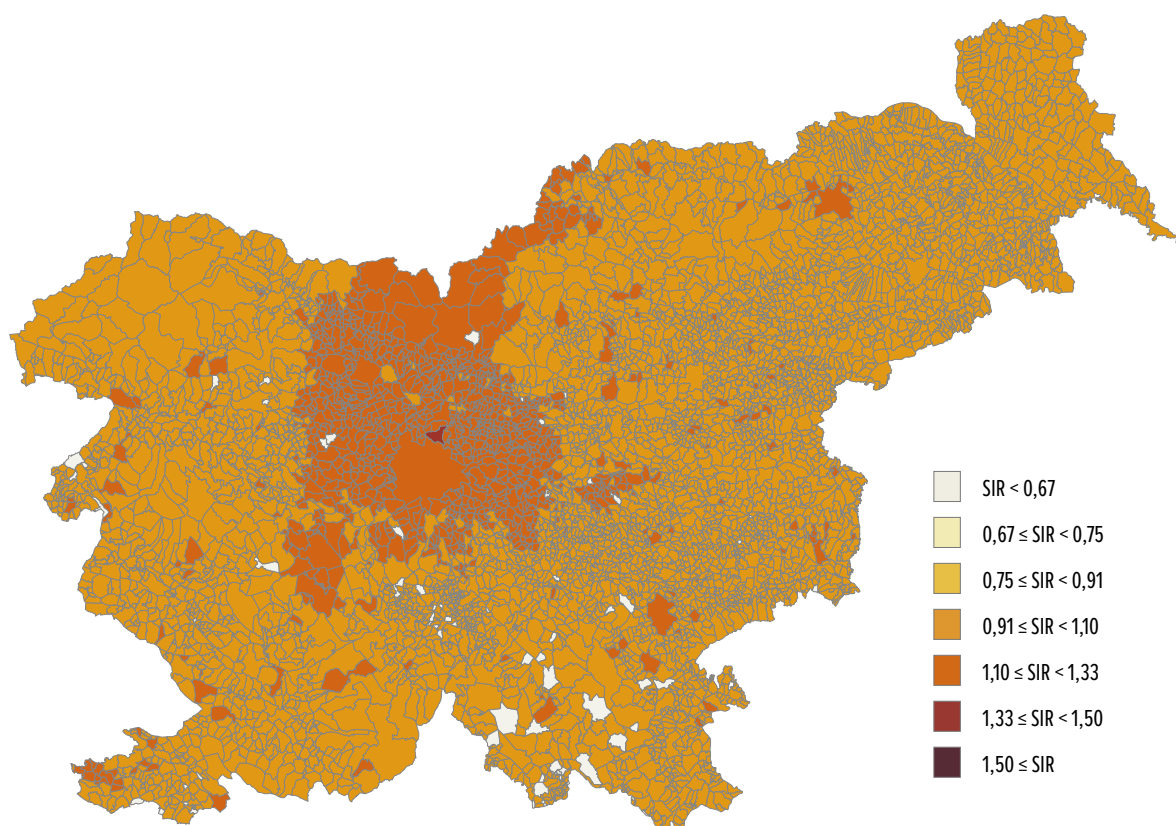 SIR < 0,67
0,67 ≤ SIR < 0,75
0,75 ≤ SIR < 0,91
0,91 ≤ SIR < 1,10
1,10 ≤ SIR < 1,33
1,33 ≤ SIR < 1,50
1,50 ≤ SIR